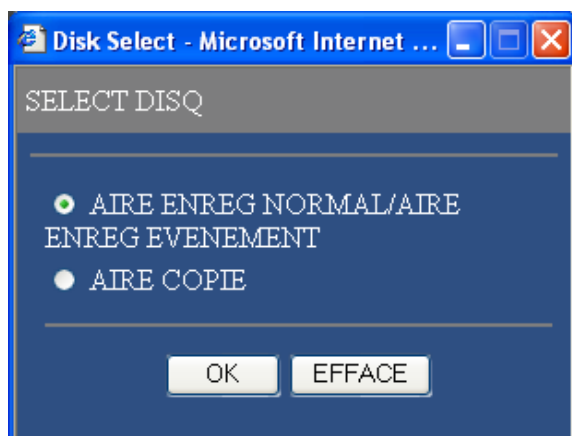 Disk Select - Microsoft Internet ...
SELECT DISQ
AIRE ENREG NORMAL/AIRE
ENREG EVENEMENT
AIRE COPIE
OK EFFACE